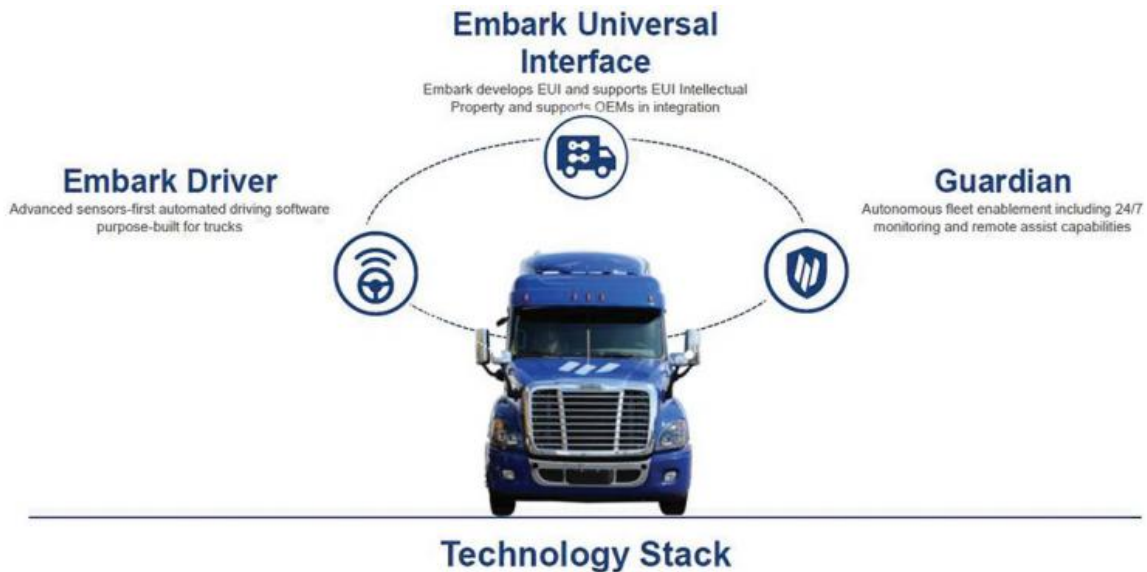 Embark Universal
Interface
Embark develops EUI and supports EUI Intellectual
Property and supports OEMs in integration
Embark Driver
Advanced sensors-first automated driving software
purpose-built for trucks
Guardian
Autonomous fleet enablement including 24/7
monitoring and remote assist capabilities
Technology Stack